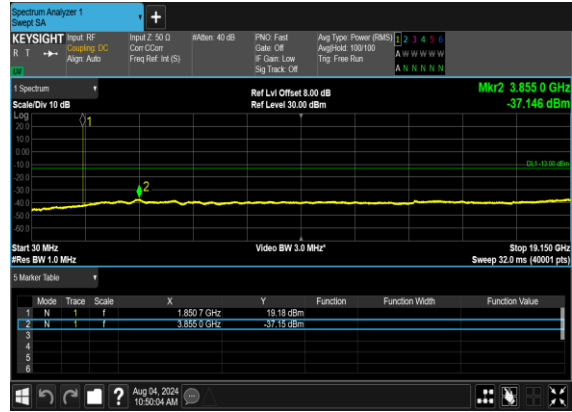 Spectrum Analyzer 1
Swept SA
+
KEYSIGHT
R T
Input: RF
Coupling: DC
Align: Auto
Input Z: 50 Ω
Corr CCorr
Freq Ref: Int (S)
#Atten: 40 dB
PNO: Fast
Gate: Off
IF Gain: Low
Sig Track: Off
Avg Type: Power (RMS)
Avg|Hold: 100/100
Trig: Free Run
1 2 3 4 5 6
A W W W W W
A N N N N N
1 Spectrum
Scale/Div 10 dB
Ref Lvl Offset 8.00 dB
Ref Level 30.00 dBm
Mkr2 3.855 0 GHz
-37.146 dBm
Log
20.0
10.0
0.00
-10.0
-20.0
-30.0
-40.0
-50.0
-60.0
1
2
DL1 -13.00 dBm
Start 30 MHz
#Res BW 1.0 MHz
Video BW 3.0 MHz*
Stop 19.150 GHz
Sweep 32.0 ms (40001 pts)
5 Marker Table
Mode Trace Scale X Y Function Function Width Function Value
1 N 1 f 1.850 7 GHz 19.18 dBm
2 N 1 f 3.855 0 GHz -37.15 dBm
3
4
5
6
?
Aug 04, 2024
10:50:04 AM